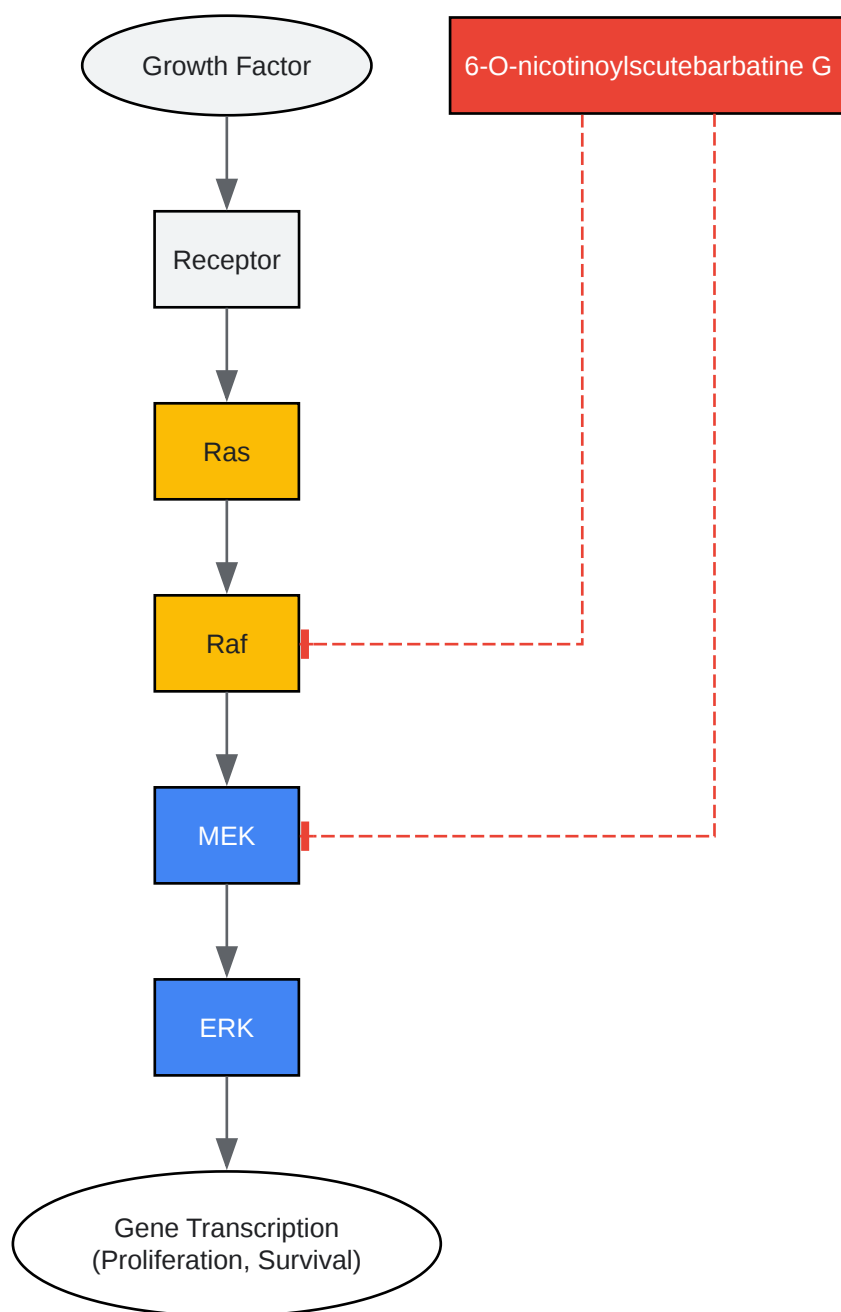 Growth Factor
6-O-nicotinoylscutebarbatine G
Receptor
Ras
Raf
MEK
ERK
Gene Transcription
(Proliferation, Survival)